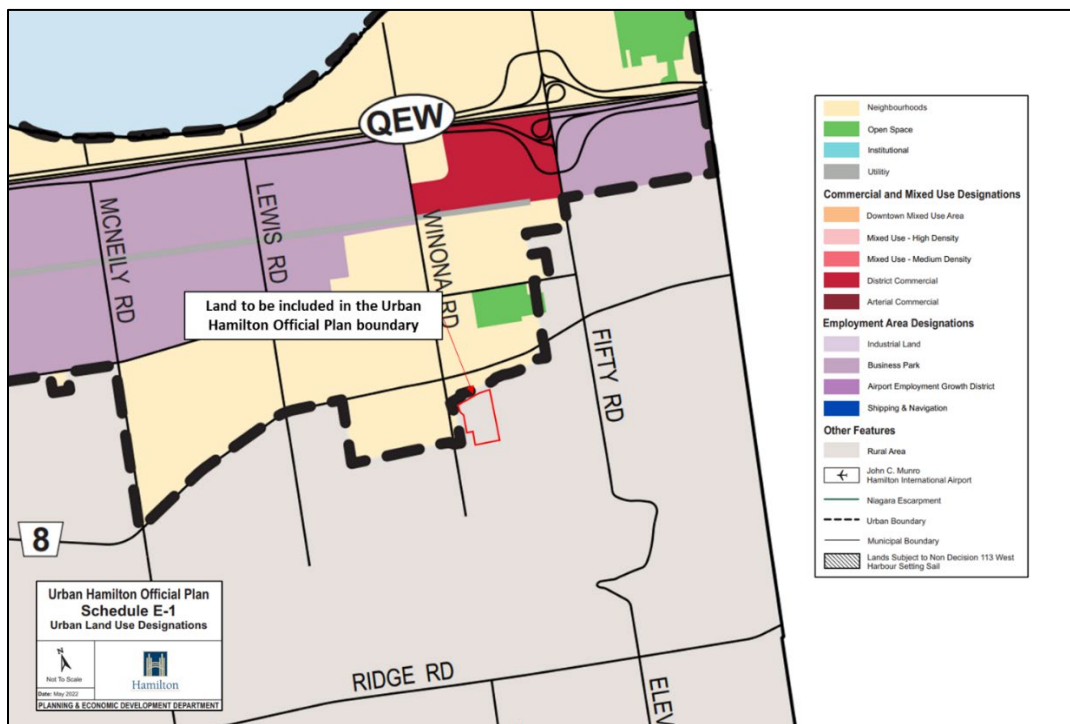 QEW
MCNEILY RD
LEWIS RD
WINONA RD
FIFTY RD
Land to be included in the Urban
Hamilton Official Plan boundary
8
RIDGE RD
ELEV
Urban Hamilton Official Plan
Schedule E-1
Urban Land Use Designations
N
Not To Scale
Hamilton
Date: May 2022
PLANNING & ECONOMIC DEVELOPMENT DEPARTMENT
Neighbourhoods
Open Space
Institutional
Utilitiy
Commercial and Mixed Use Designations
Downtown Mixed Use Area
Mixed Use - High Density
Mixed Use - Medium Density
District Commercial
Arterial Commercial
Employment Area Designations
Industrial Land
Business Park
Airport Employment Growth District
Shipping & Navigation
Other Features
Rural Area
John C. Munro
Hamilton International Airport
Niagara Escarpment
Urban Boundary
Municipal Boundary
Lands Subject to Non Decision 113 West
Harbour Setting Sail